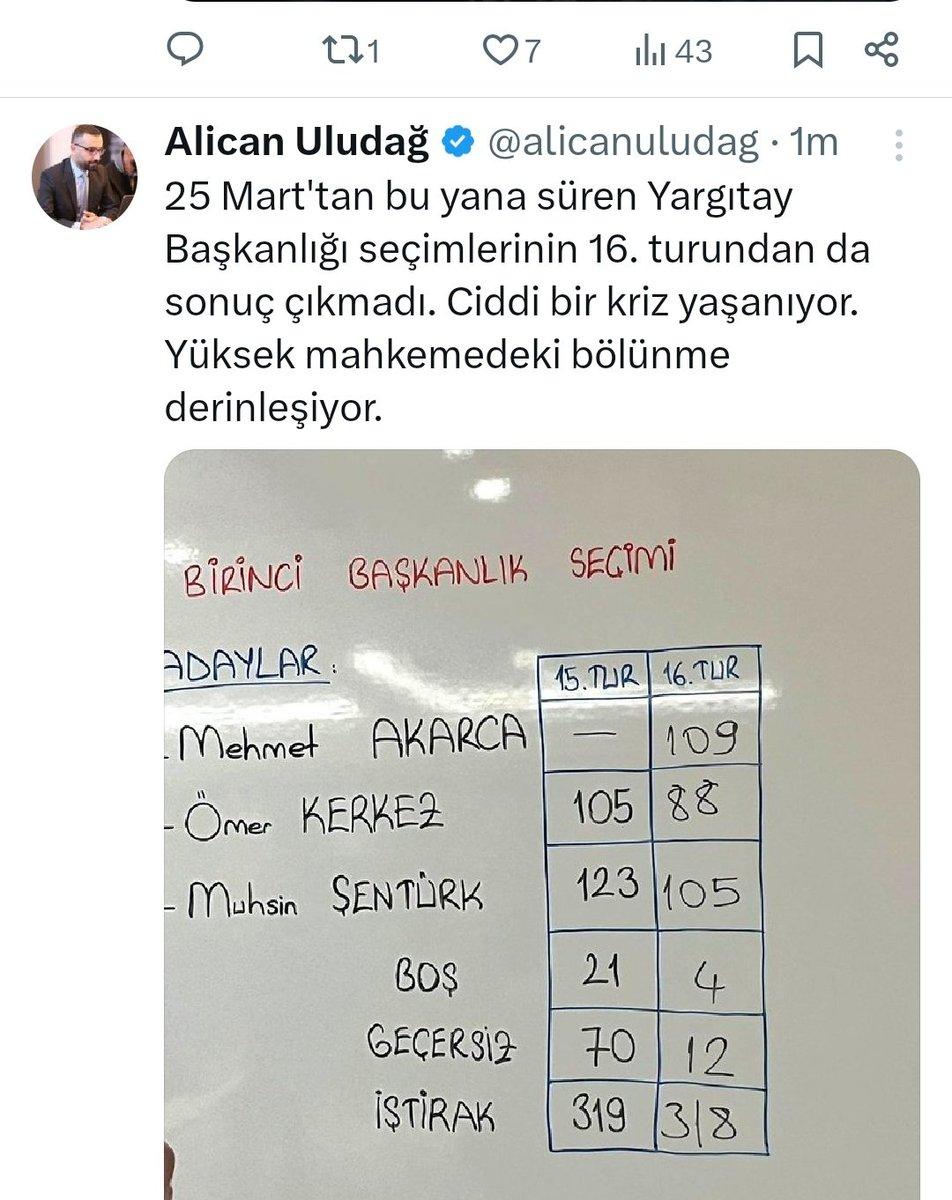 1 7 43
Alican Uludağ @alicanuludag · 1m
25 Mart'tan bu yana süren Yargıtay
Başkanlığı seçimlerinin 16. turundan da
sonuç çıkmadı. Ciddi bir kriz yaşanıyor.
Yüksek mahkemedeki bölünme
derinleşiyor.
BİRİNCİ BAŞKANLIK SEÇİMİ
ADAYLAR: 15.TUR 16.TUR
- Mehmet AKARCA — 109
- Ömer KERKEZ 105 88
- Muhsin ŞENTÜRK 123 105
BOŞ 21 4
GEÇERSİZ 70 12
İŞTİRAK 319 318